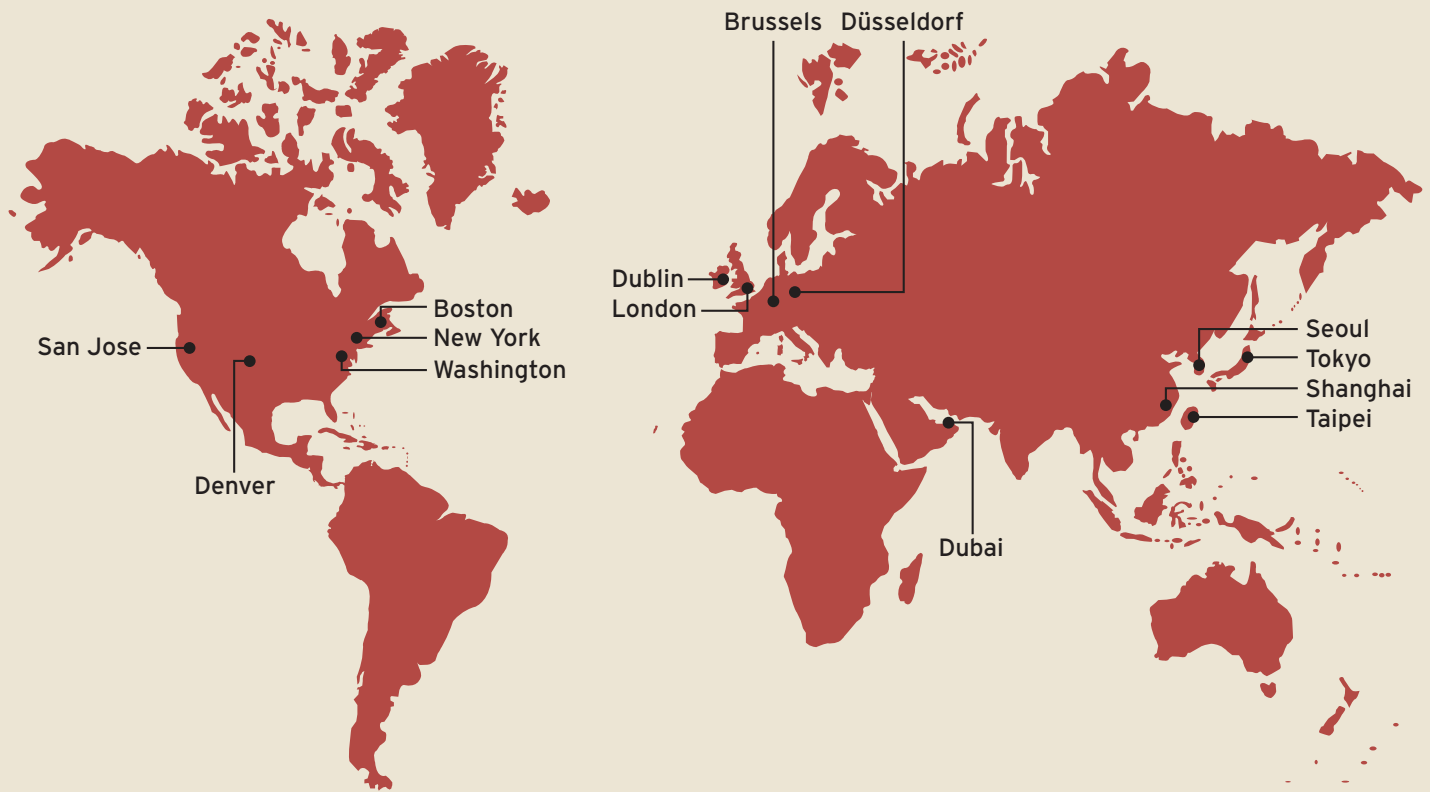 Brussels
Düsseldorf
Dublin
London
Boston
New York
Washington
San Jose
Denver
Seoul
Tokyo
Shanghai
Taipei
Dubai